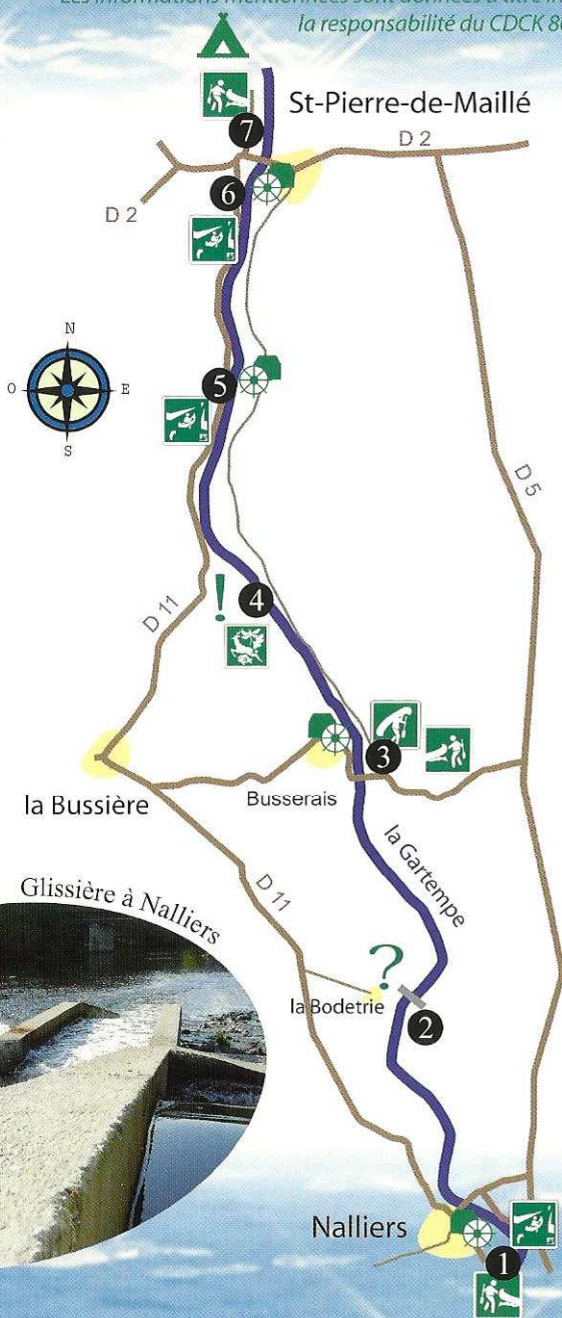 la responsabilité du CDCK
St-Pierre-de-Maillé
7
D 2
6
D 2
N
O
E
S
5
D 5
4
!
D 11
3
la Bussière
Busserais
la Gartempe
D 11
Glissière à Nalliers
?
la Bodetrie
2
Nalliers
1